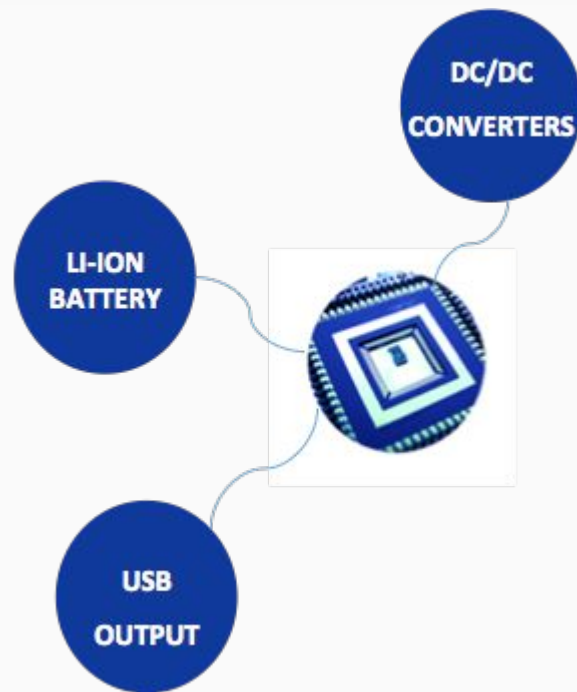 DC/DC
CONVERTERS
LI-ION
BATTERY
USB
OUTPUT